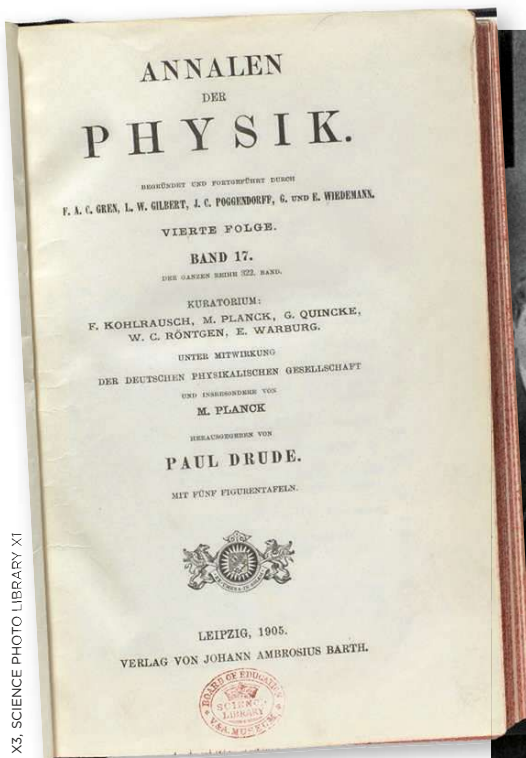 ANNALEN
DER
PHYSIK.
BEGRÜNDET UND FORTGEFÜHRT DURCH
F. A. C. GREN, L. W. GILBERT, J. C. POGGENDORFF, G. UND E. WIEDEMANN.
VIERTE FOLGE.
BAND 17.
DER GANZEN REIHE 322. BAND.
KURATORIUM:
F. KOHLRAUSCH, M. PLANCK, G. QUINCKE,
W. C. RÖNTGEN, E. WARBURG.
UNTER MITWIRKUNG
DER DEUTSCHEN PHYSIKALISCHEN GESELLSCHAFT
UND INSBESONDERE VON
M. PLANCK
HERAUSGEGEBEN VON
PAUL DRUDE.
MIT FÜNF FIGURENTAFELN.
LEIPZIG, 1905.
VERLAG VON JOHANN AMBROSIUS BARTH.
BOARD OF EDUCATION
SCIENCE
LIBRARY
V&A. MUSEUM
X3, SCIENCE PHOTO LIBRARY X1